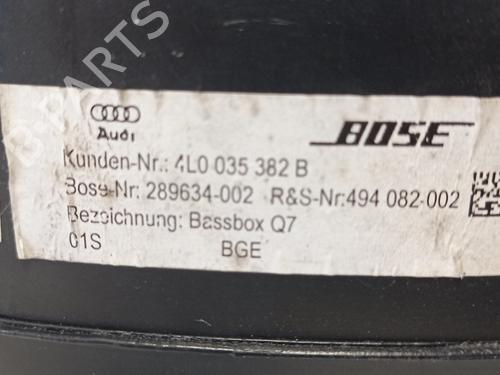 B-PARTS
Audi
BOSE
Kunden-Nr.: 4L0 035 382 B
Bose-Nr: 289634-002 R&S-Nr:494 082-002
Bezeichnung: Bassbox Q7
01S BGE